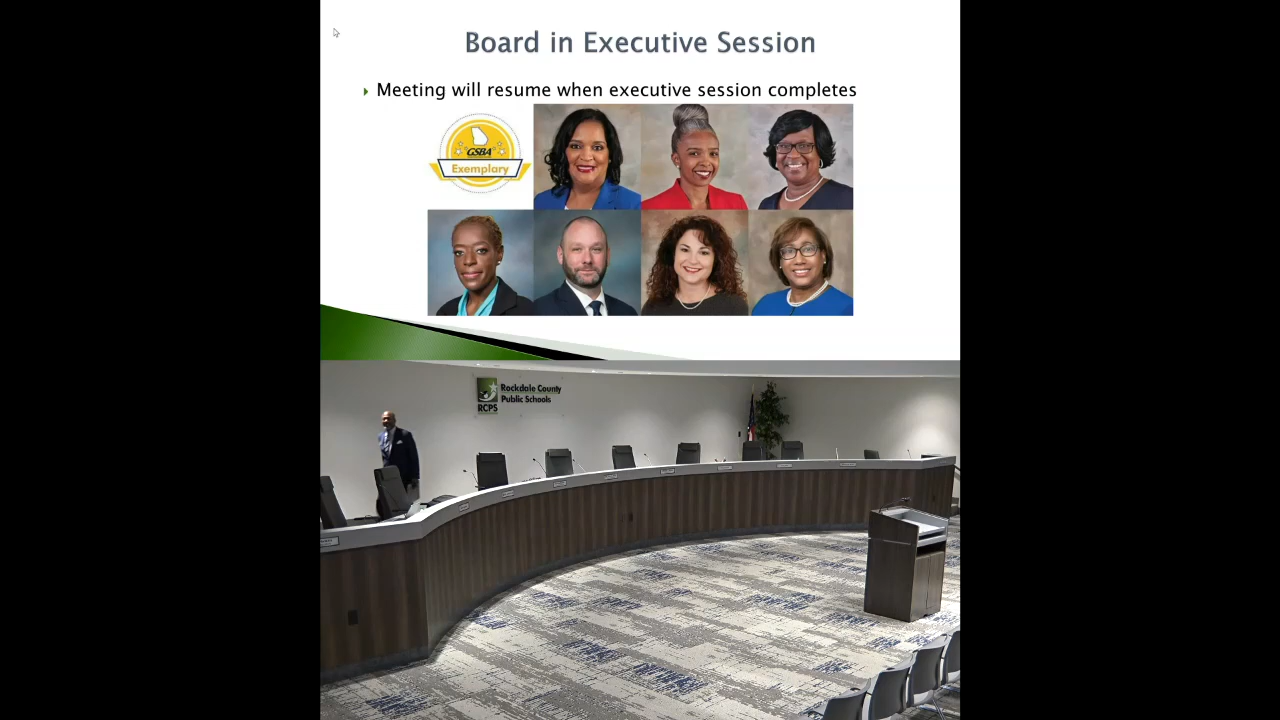 Board in Executive Session
Meeting will resume when executive session completes
GSBA
Exemplary
Rockdale County
Public Schools
RCPS